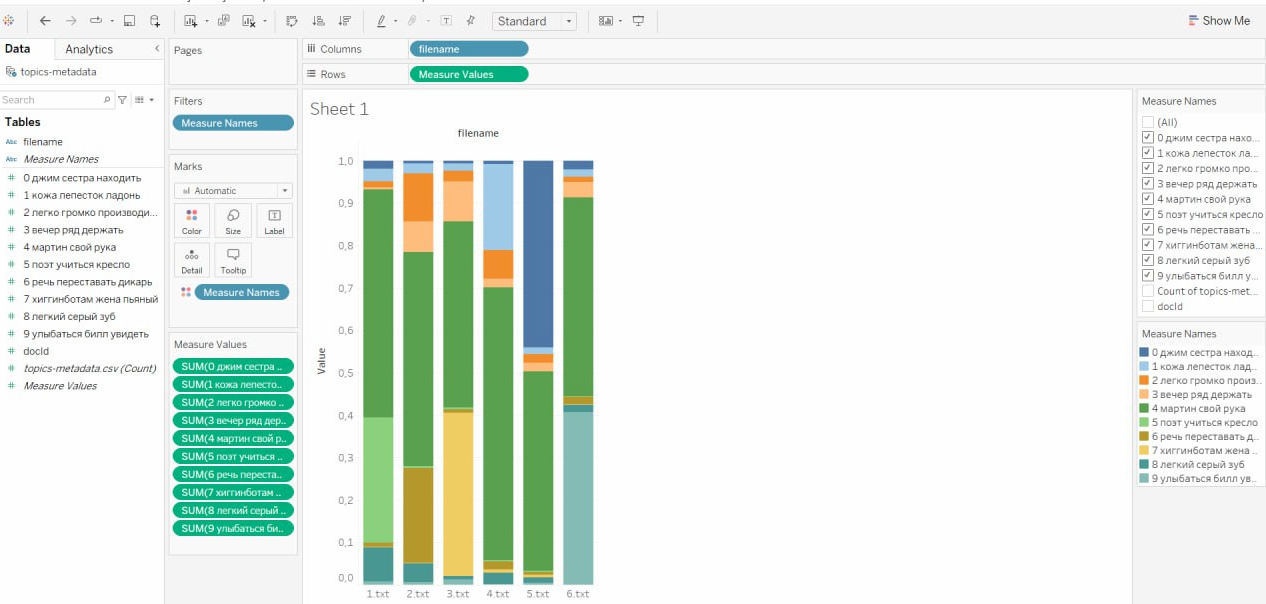 Standard
Show Me
Data
Analytics
topics-metadata
Search
Tables
Abc filename
Abc Measure Names
# 0 джим сестра находить
# 1 кожа лепесток ладонь
# 2 легко громко производи...
# 3 вечер ряд держать
# 4 мартин свой рука
# 5 поэт учиться кресло
# 6 речь переставать дикарь
# 7 хиггинботам жена пьяный
# 8 легкий серый зуб
# 9 улыбаться билл увидеть
# docId
# topics-metadata.csv (Count)
# Measure Values
Pages
Filters
Measure Names
Marks
Automatic
Color
Size
Label
Detail
Tooltip
Measure Names
Measure Values
SUM(0 джим сестра ..
SUM(1 кожа лепесто..
SUM(2 легко громко ..
SUM(3 вечер ряд дер..
SUM(4 мартин свой р..
SUM(5 поэт учиться ..
SUM(6 речь переста..
SUM(7 хиггинботам ..
SUM(8 легкий серый ..
SUM(9 улыбаться би..
Columns
filename
Rows
Measure Values
Sheet 1
filename
1,0
0,9
0,8
0,7
0,6
0,5
0,4
0,3
0,2
0,1
0,0
Value
1.txt 2.txt 3.txt 4.txt 5.txt 6.txt
Measure Names
(All)
0 джим сестра нахо...
1 кожа лепесток ла...
2 легко громко про...
3 вечер ряд держать
4 мартин свой рука
5 поэт учиться кресло
6 речь переставать ...
7 хиггинботам жена...
8 легкий серый зуб
9 улыбаться билл у...
Count of topics-met...
docId
Measure Names
0 джим сестра наход..
1 кожа лепесток лад..
2 легко громко произ..
3 вечер ряд держать
4 мартин свой рука
5 поэт учиться кресло
6 речь переставать д..
7 хиггинботам жена ..
8 легкий серый зуб
9 улыбаться билл ув..